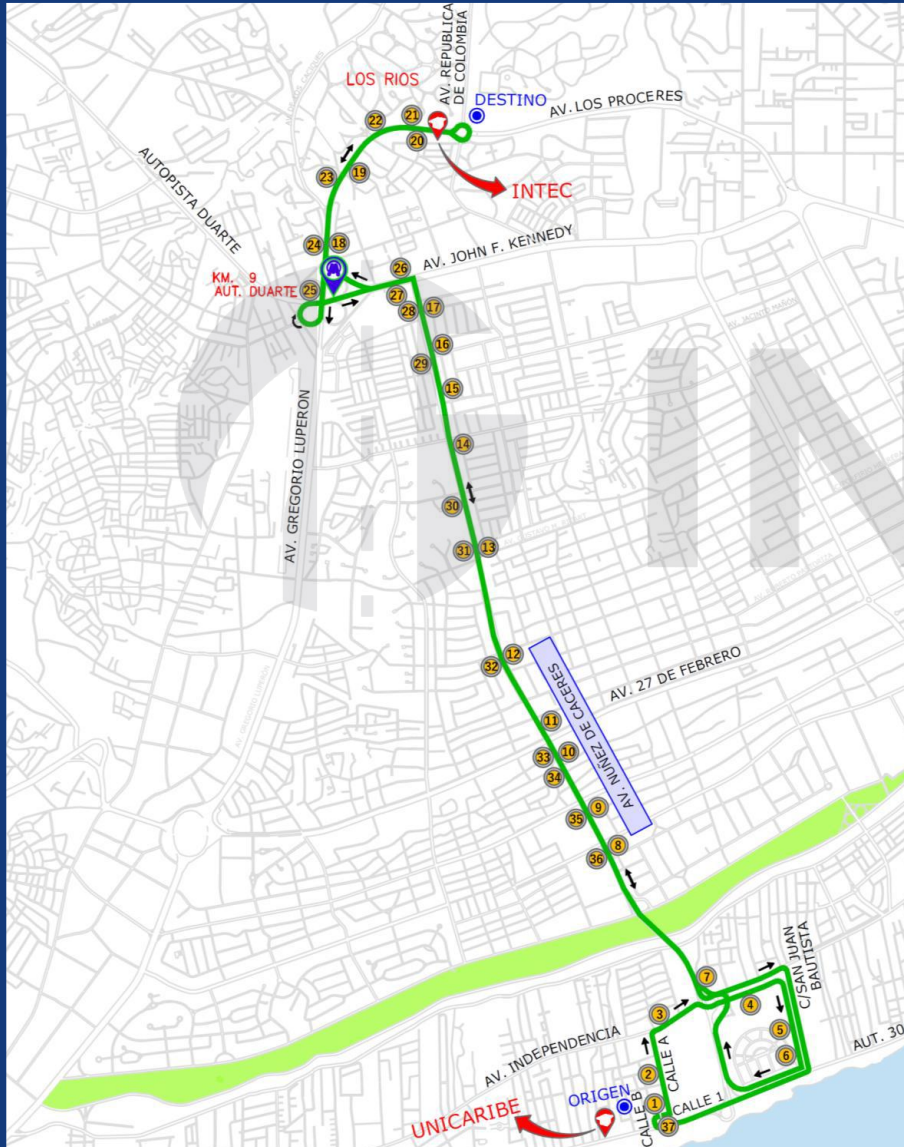 AV. REPUBLICA
DE COLOMBIA
LOS RIOS
DESTINO
AV. LOS PROCERES
21
22
20
23
19
INTEC
AUTOPISTA DUARTE
24
18
AV. JOHN F. KENNEDY
26
KM. 9
AUT. DUARTE
25
27
28
17
16
29
15
14
AV. GREGORIO LUPERON
30
31
13
12
32
AV. 27 DE FEBRERO
AV. NUÑEZ DE CACERES
11
10
33
34
9
35
8
36
C/SAN JUAN
BAUTISTA
7
4
3
5
6
AV. INDEPENDENCIA
AUT. 30
2
CALLE A
ORIGEN
1
CALLE 1
CALLE B
37
UNICARIBE
IN